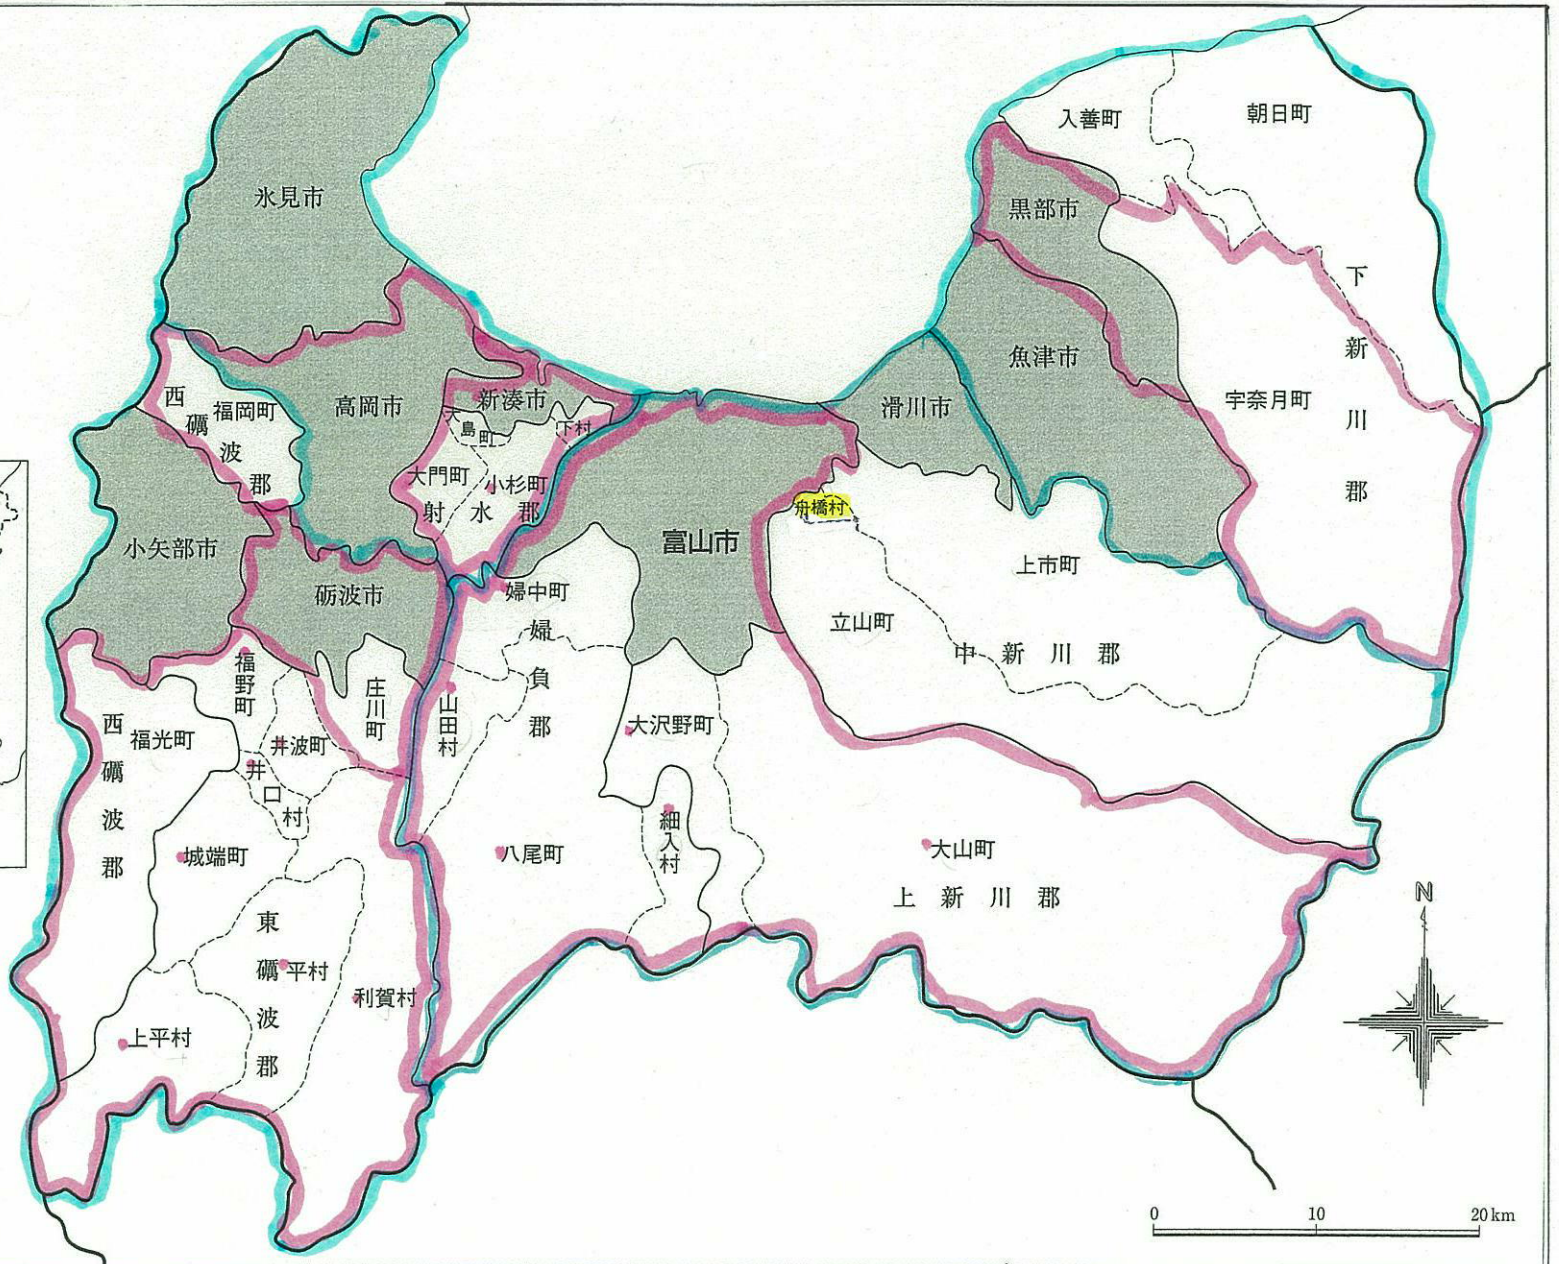 入善町
朝日町
氷見市
黒部市
下新川郡
魚津市
宇奈月町
西礪波郡
福岡町
高岡市
新湊市
大島町
下村
滑川市
大門町
小杉町
射水郡
舟橋村
小矢部市
富山市
砺波市
婦中町
上市町
立山町
中新川郡
婦負郡
福野町
庄川町
山田村
西礪波郡
福光町
井波町
大沢野町
井口村
細入村
城端町
八尾町
大山町
上新川郡
東礪波郡
平村
利賀村
上平村
N
0 10 20km